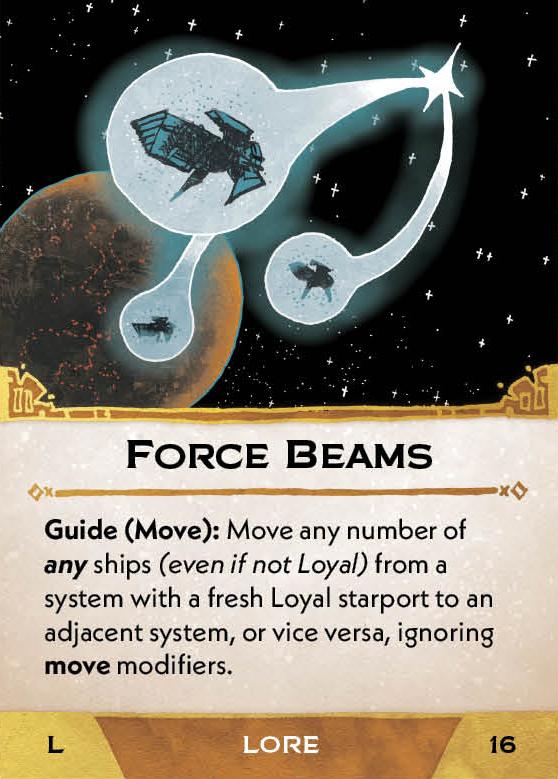 FORCE BEAMS
Guide (Move): Move any number of
any ships (even if not Loyal) from a
system with a fresh Loyal starport to an
adjacent system, or vice versa, ignoring
move modifiers.
L LORE 16